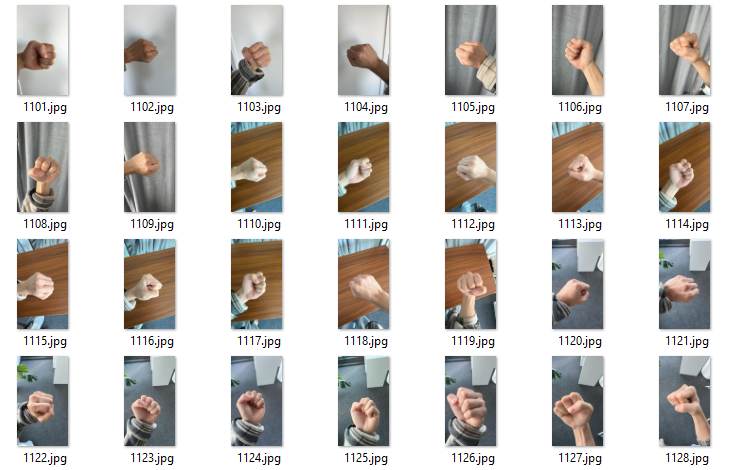 1101.jpg 1102.jpg 1103.jpg 1104.jpg 1105.jpg 1106.jpg 1107.jpg
1108.jpg 1109.jpg 1110.jpg 1111.jpg 1112.jpg 1113.jpg 1114.jpg
1115.jpg 1116.jpg 1117.jpg 1118.jpg 1119.jpg 1120.jpg 1121.jpg
1122.jpg 1123.jpg 1124.jpg 1125.jpg 1126.jpg 1127.jpg 1128.jpg